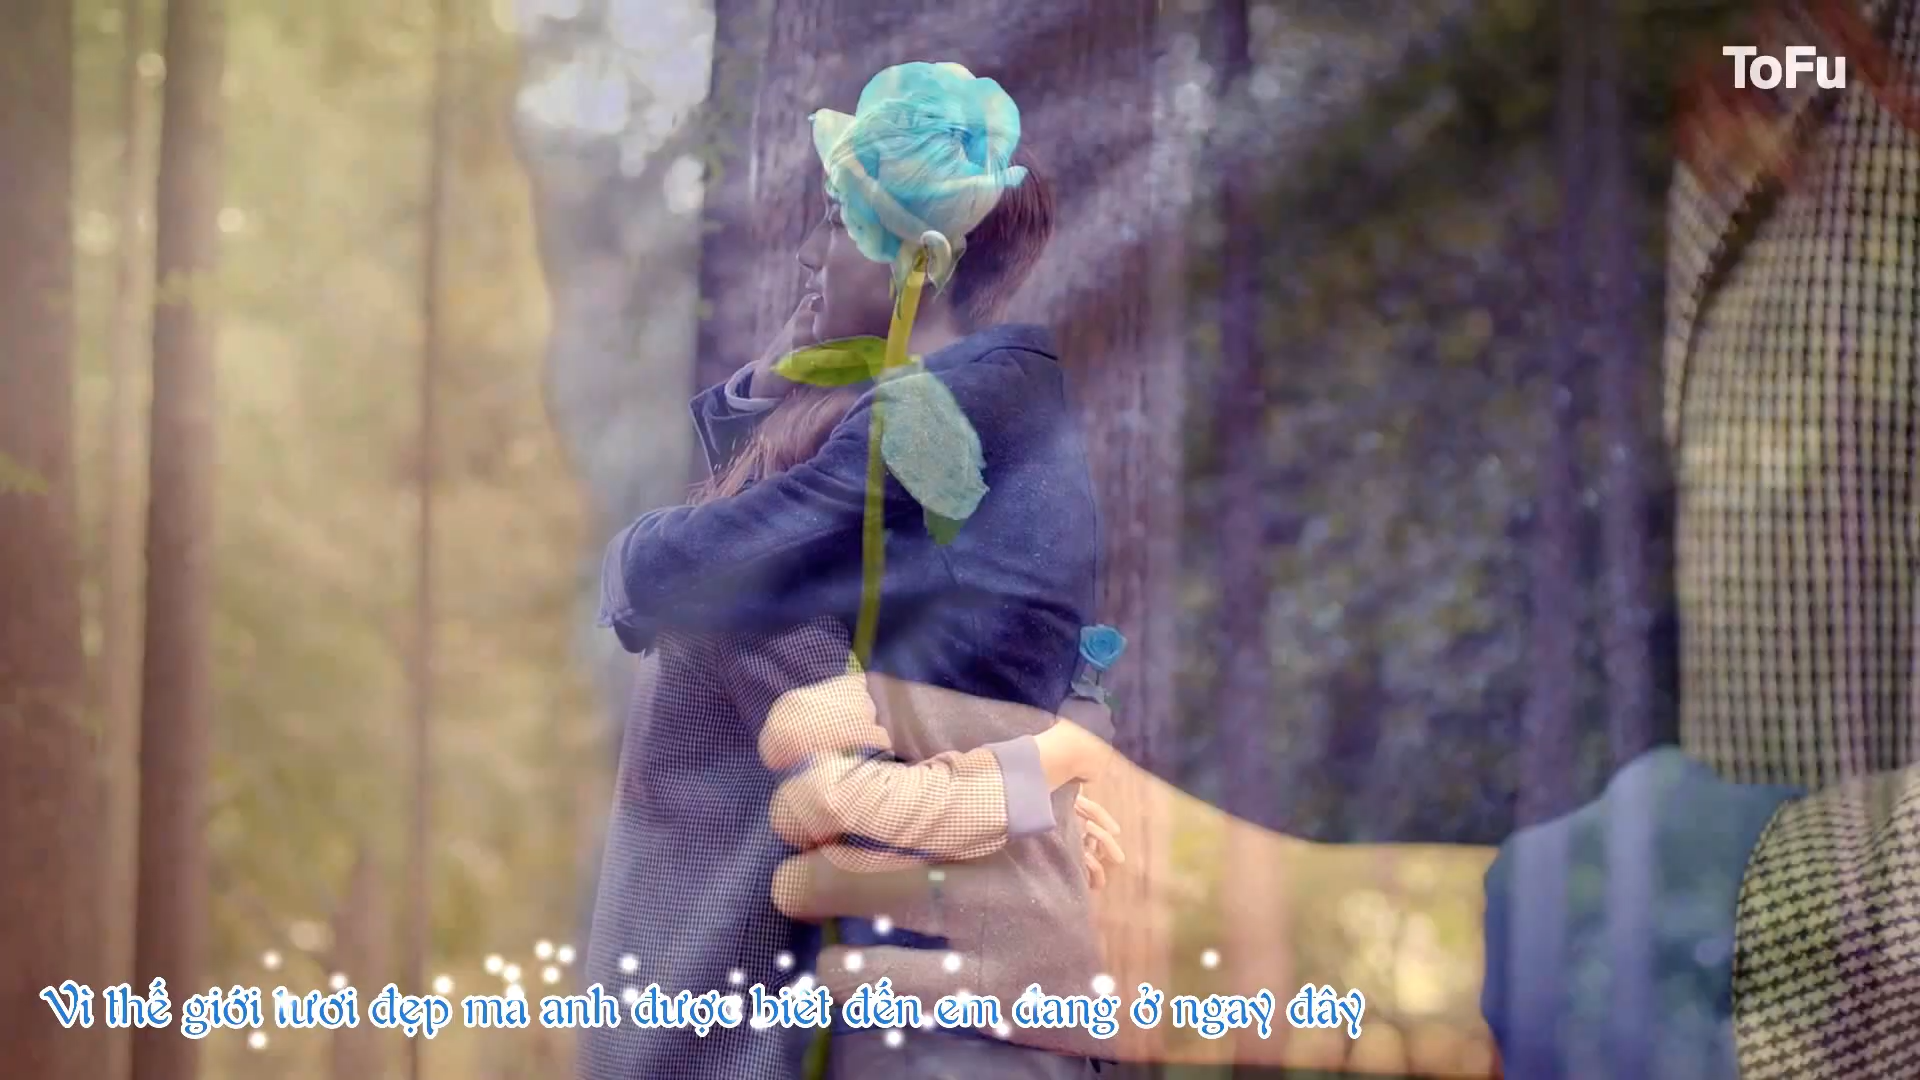 ToFu
Vì thế giới tươi đẹp mà anh được biết đến em đang ở ngay đây